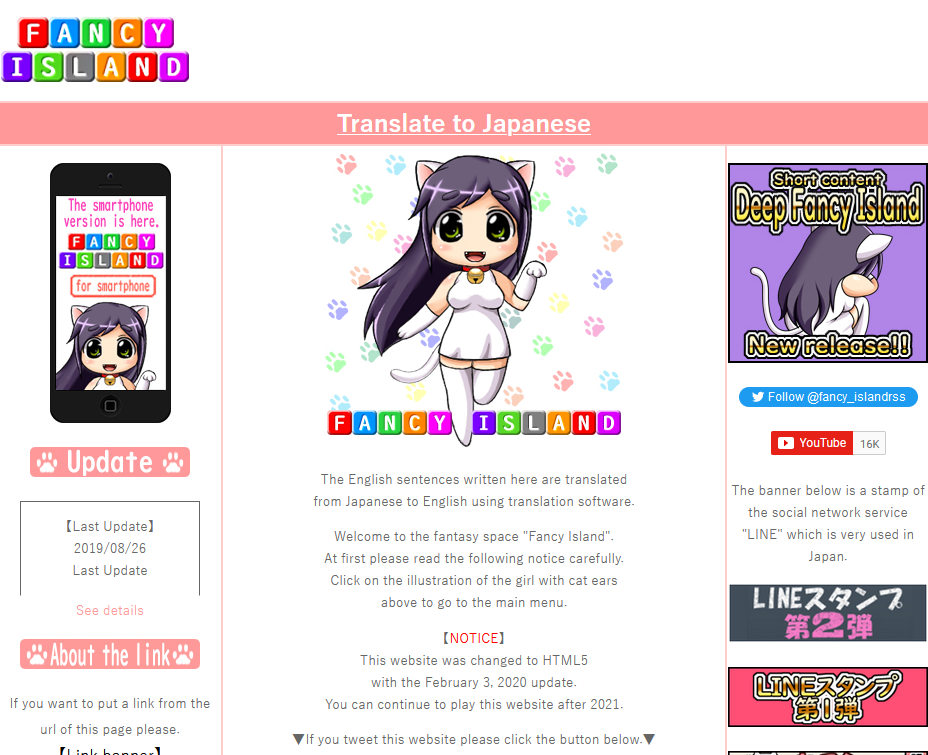 FANCY
ISLAND
Translate to Japanese
The smartphone
version is here.
FANCY
ISLAND
for smartphone
Update
【Last Update】
2019/08/26
Last Update
See details
About the link
If you want to put a link from the
url of this page please.
【Link banner】
FANCY ISLAND
The English sentences written here are translated
from Japanese to English using translation software.
Welcome to the fantasy space "Fancy Island".
At first please read the following notice carefully.
Click on the illustration of the girl with cat ears
above to go to the main menu.
【NOTICE】
This website was changed to HTML5
with the February 3, 2020 update.
You can continue to play this website after 2021.
▼If you tweet this website please click the button below.▼
Short content
Deep Fancy Island
New release!!
Follow @fancy_islandrss
YouTube 16K
The banner below is a stamp of
the social network service
"LINE" which is very used in
Japan.
LINEスタンプ
第2弾
LINEスタンプ
第1弾